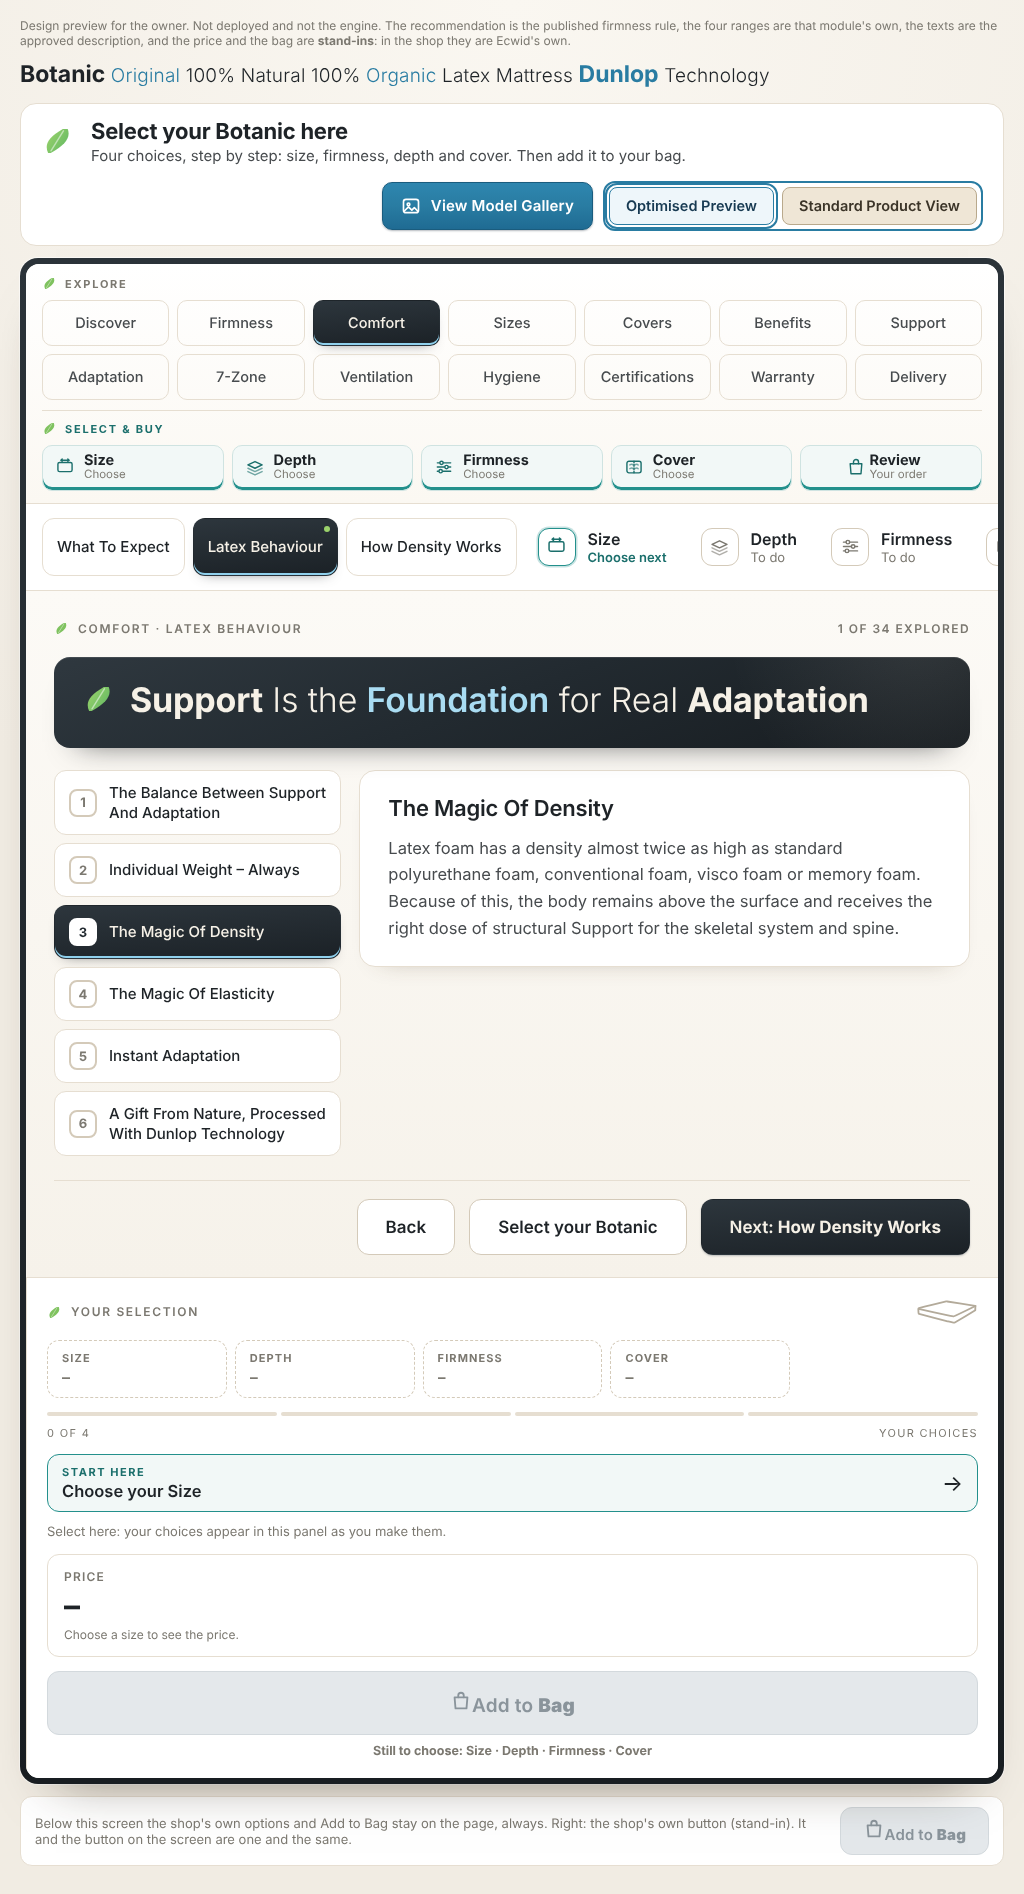 Design preview for the owner. Not deployed and not the engine. The recommendation is the published firmness rule, the four ranges are that module's own, the texts are the
approved description, and the price and the bag are stand-ins: in the shop they are Ecwid's own.
Botanic Original 100% Natural 100% Organic Latex Mattress Dunlop Technology
Select your Botanic here
Four choices, step by step: size, firmness, depth and cover. Then add it to your bag.
View Model Gallery
Optimised Preview
Standard Product View
EXPLORE
Discover
Firmness
Comfort
Sizes
Covers
Benefits
Support
Adaptation
7-Zone
Ventilation
Hygiene
Certifications
Warranty
Delivery
SELECT & BUY
Size
Choose
Depth
Choose
Firmness
Choose
Cover
Choose
Review
Your order
What To Expect
Latex Behaviour
How Density Works
Size
Choose next
Depth
To do
Firmness
To do
COMFORT · LATEX BEHAVIOUR
1 OF 34 EXPLORED
Support Is the Foundation for Real Adaptation
1
The Balance Between Support
And Adaptation
2
Individual Weight – Always
3
The Magic Of Density
4
The Magic Of Elasticity
5
Instant Adaptation
6
A Gift From Nature, Processed
With Dunlop Technology
The Magic Of Density
Latex foam has a density almost twice as high as standard
polyurethane foam, conventional foam, visco foam or memory foam.
Because of this, the body remains above the surface and receives the
right dose of structural Support for the skeletal system and spine.
Back
Select your Botanic
Next: How Density Works
YOUR SELECTION
SIZE
–
DEPTH
–
FIRMNESS
–
COVER
–
0 OF 4
YOUR CHOICES
START HERE
Choose your Size
Select here: your choices appear in this panel as you make them.
PRICE
–
Choose a size to see the price.
Add to Bag
Still to choose: Size · Depth · Firmness · Cover
Below this screen the shop's own options and Add to Bag stay on the page, always. Right: the shop's own button (stand-in). It
and the button on the screen are one and the same.
Add to Bag